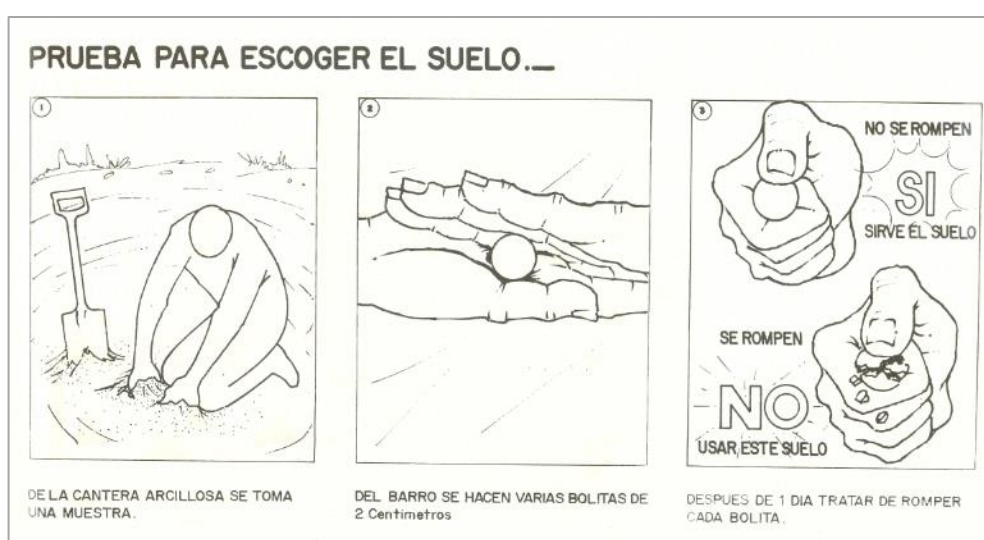 PRUEBA PARA ESCOGER EL SUELO._
1
2
3
NO SE ROMPEN
SI
SIRVE EL SUELO
SE ROMPEN
NO
USAR ESTE SUELO
DE LA CANTERA ARCILLOSA SE TOMA
UNA MUESTRA.
DEL BARRO SE HACEN VARIAS BOLITAS DE
2 Centimetros
DESPUES DE 1 DIA TRATAR DE ROMPER
CADA BOLITA.